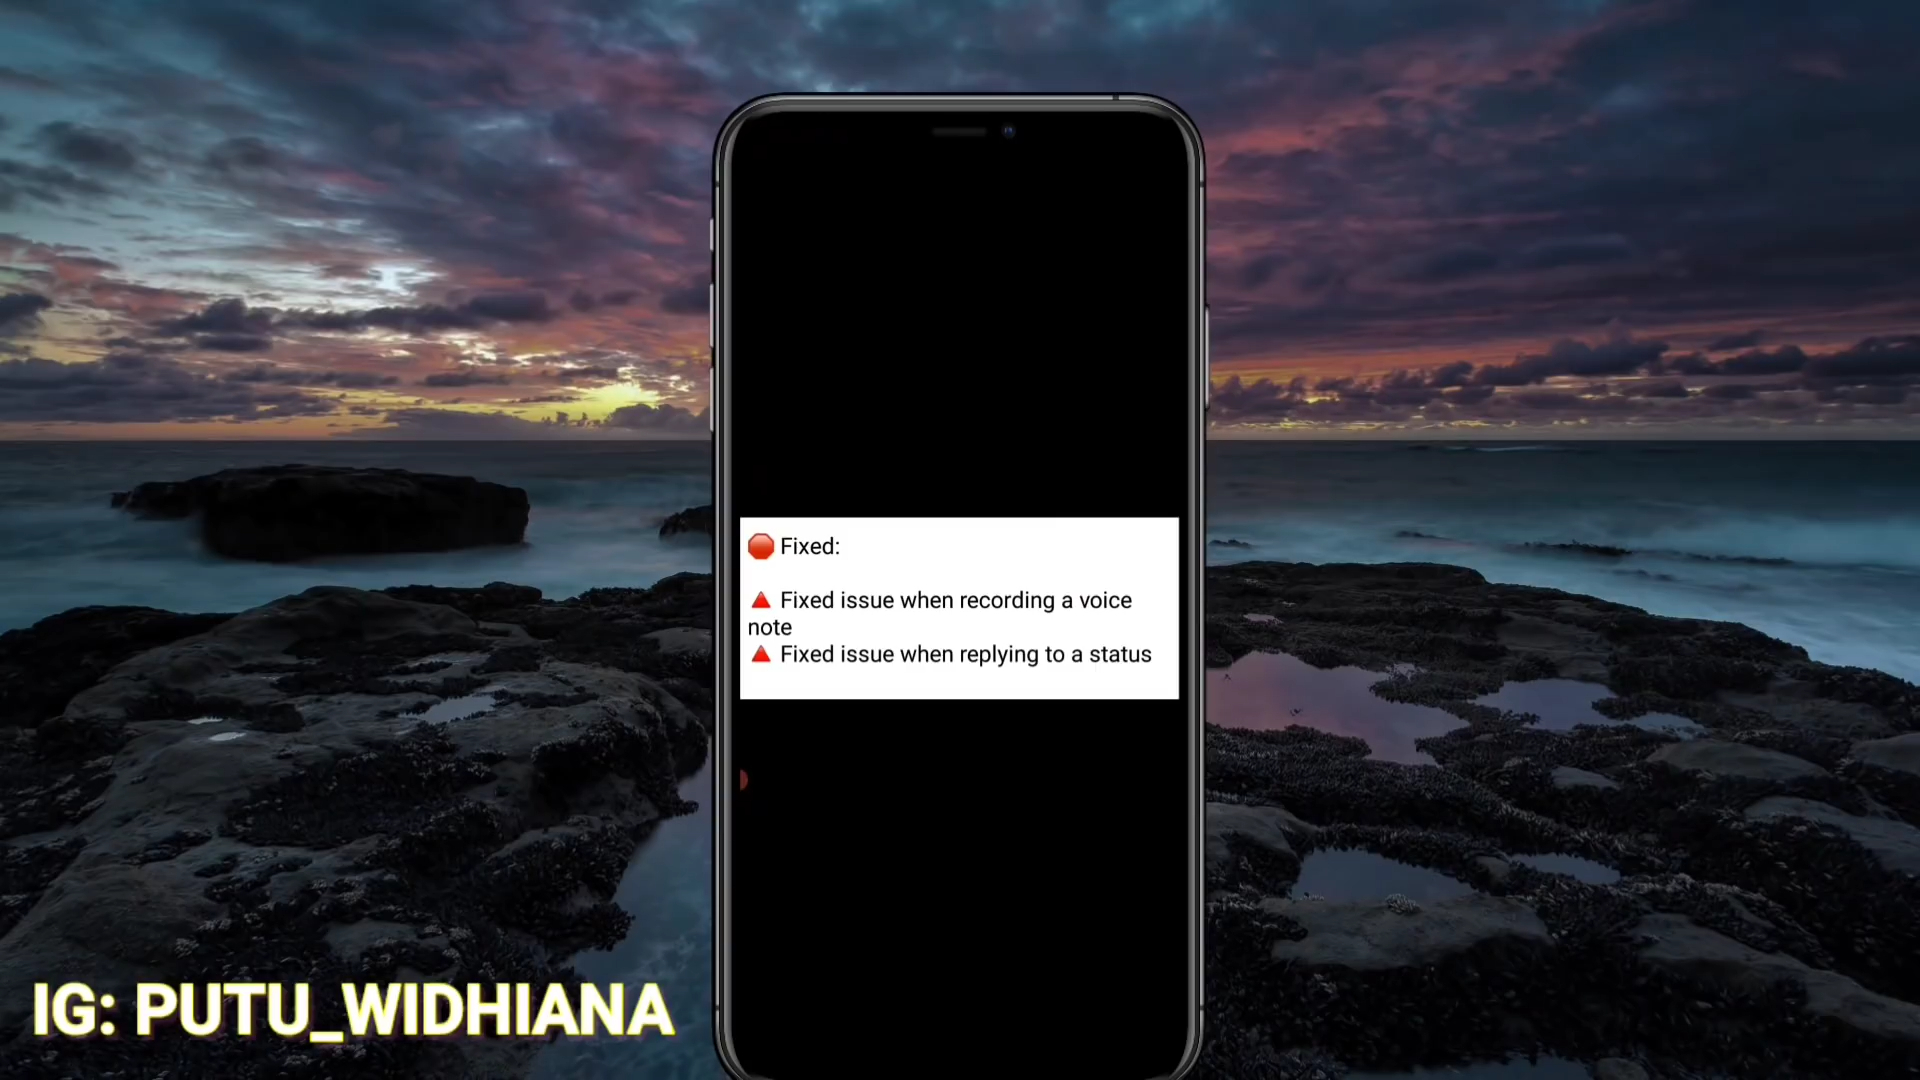 🛑 Fixed:
🔺 Fixed issue when recording a voice
note
🔺 Fixed issue when replying to a status
IG: PUTU_WIDHIANA